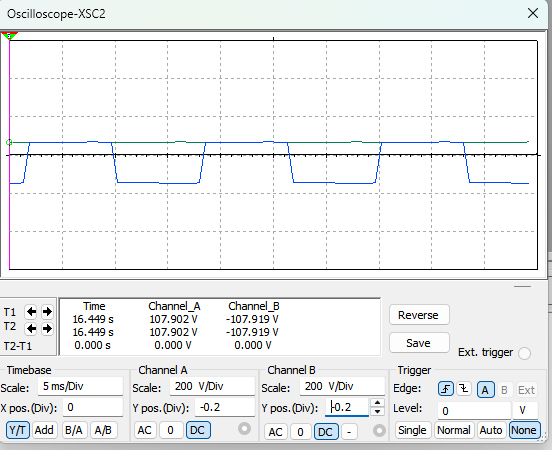 Oscilloscope-XSC2
Time Channel_A Channel_B
T1 16.449 s 107.902 V -107.919 V
T2 16.449 s 107.902 V -107.919 V
T2-T1 0.000 s 0.000 V 0.000 V
Reverse
Save
Ext. trigger
Timebase
Scale: 5 ms/Div
X pos.(Div): 0
Y/T Add B/A A/B
Channel A
Scale: 200 V/Div
Y pos.(Div): -0.2
AC 0 DC
Channel B
Scale: 200 V/Div
Y pos.(Div): -0.2
AC 0 DC -
Trigger
Edge: A B Ext
Level: 0 V
Single Normal Auto None